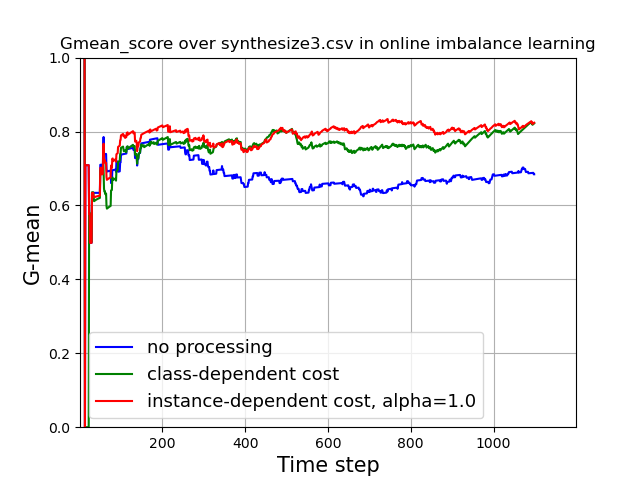 Gmean_score over synthesize3.csv in online imbalance learning
1.0
0.8
0.6
0.4
0.2
0.0
G-mean
no processing
class-dependent cost
instance-dependent cost, alpha=1.0
200 400 600 800 1000
Time step